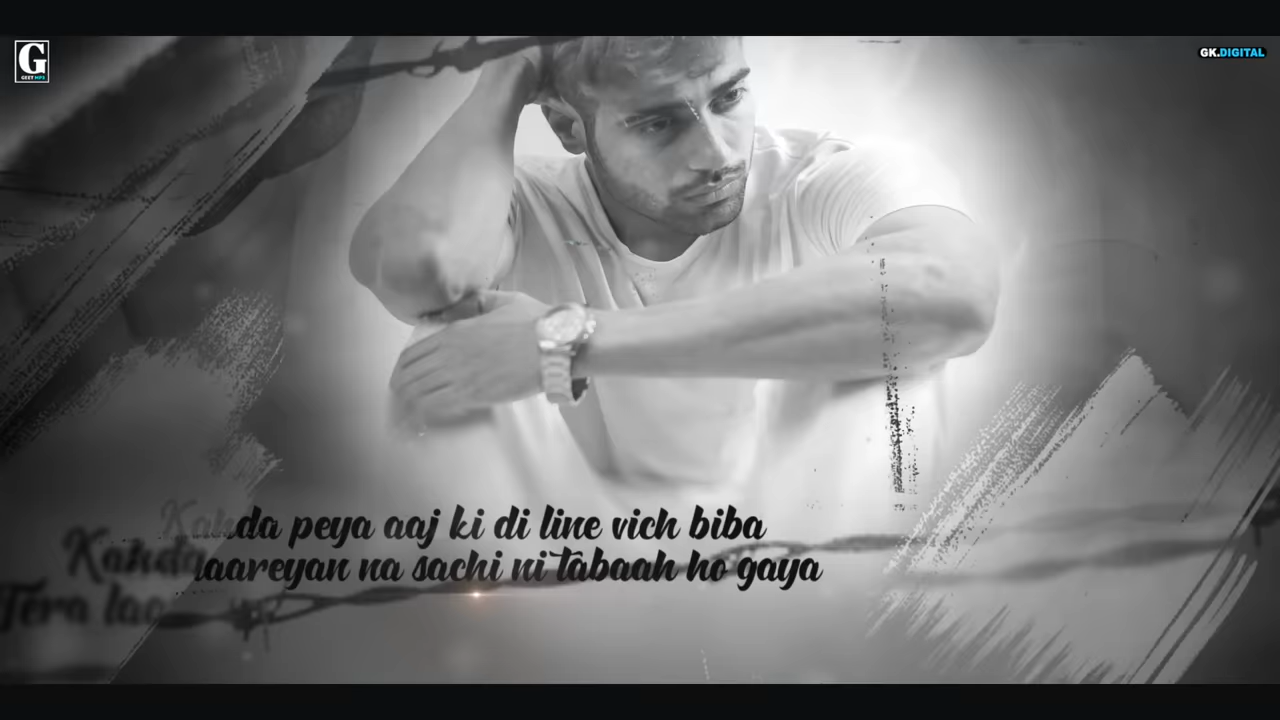 G
GEET MP3
GK.DIGITAL
Kahda peya aaj ki di line vich biba
laareyan na sachi ni tabaah ho gaya
Kahda
Tera